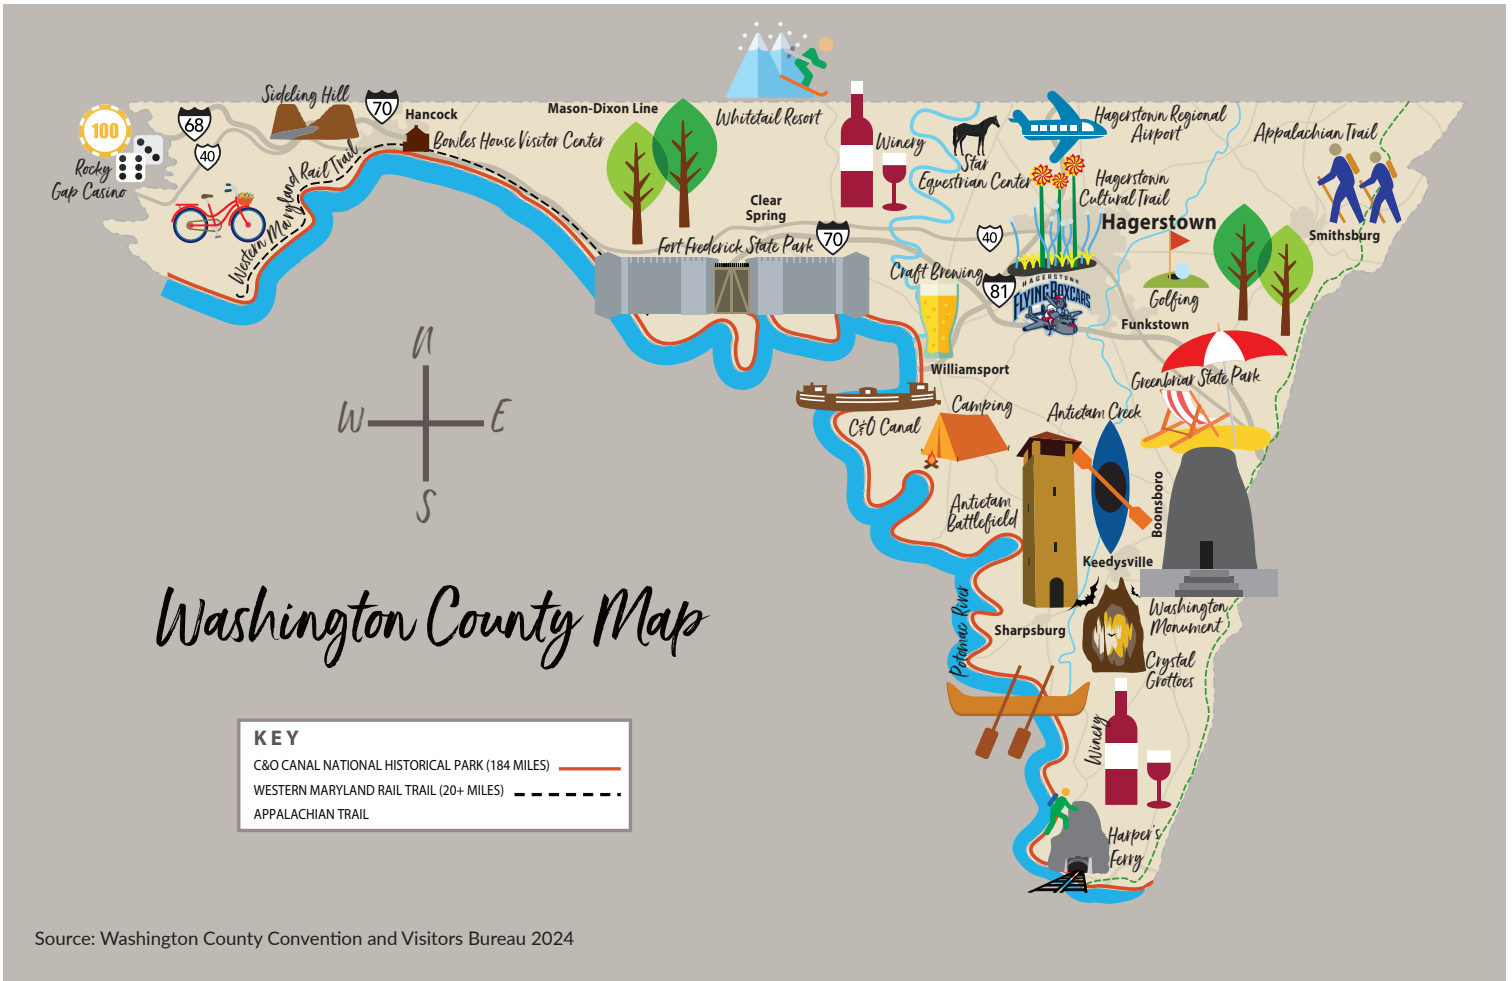 Sideling Hill
70
Hancock
Bowles House Visitor Center
68
40
100
Rocky
Gap Casino
Western Maryland Rail Trail
Mason-Dixon Line
Whitetail Resort
Winery
Star
Equestrian Center
Hagerstown Regional
Airport
Hagerstown
Cultural Trail
Hagerstown
Appalachian Trail
Smithsburg
Clear
Spring
Fort Frederick State Park
70
40
81
Craft Brewing
HAGERSTOWN
FLYING BOXCARS
Golfing
Funkstown
Williamsport
Greenbriar State Park
C&O Canal
Camping
Antietam Creek
Antietam
Battlefield
Boonsboro
Keedysville
Potomac River
Sharpsburg
Washington
Monument
Crystal
Grottoes
Winery
Harper's
Ferry
N
W
E
S
Washington County Map
KEY
C&O CANAL NATIONAL HISTORICAL PARK (184 MILES)
WESTERN MARYLAND RAIL TRAIL (20+ MILES)
APPALACHIAN TRAIL
Source: Washington County Convention and Visitors Bureau 2024